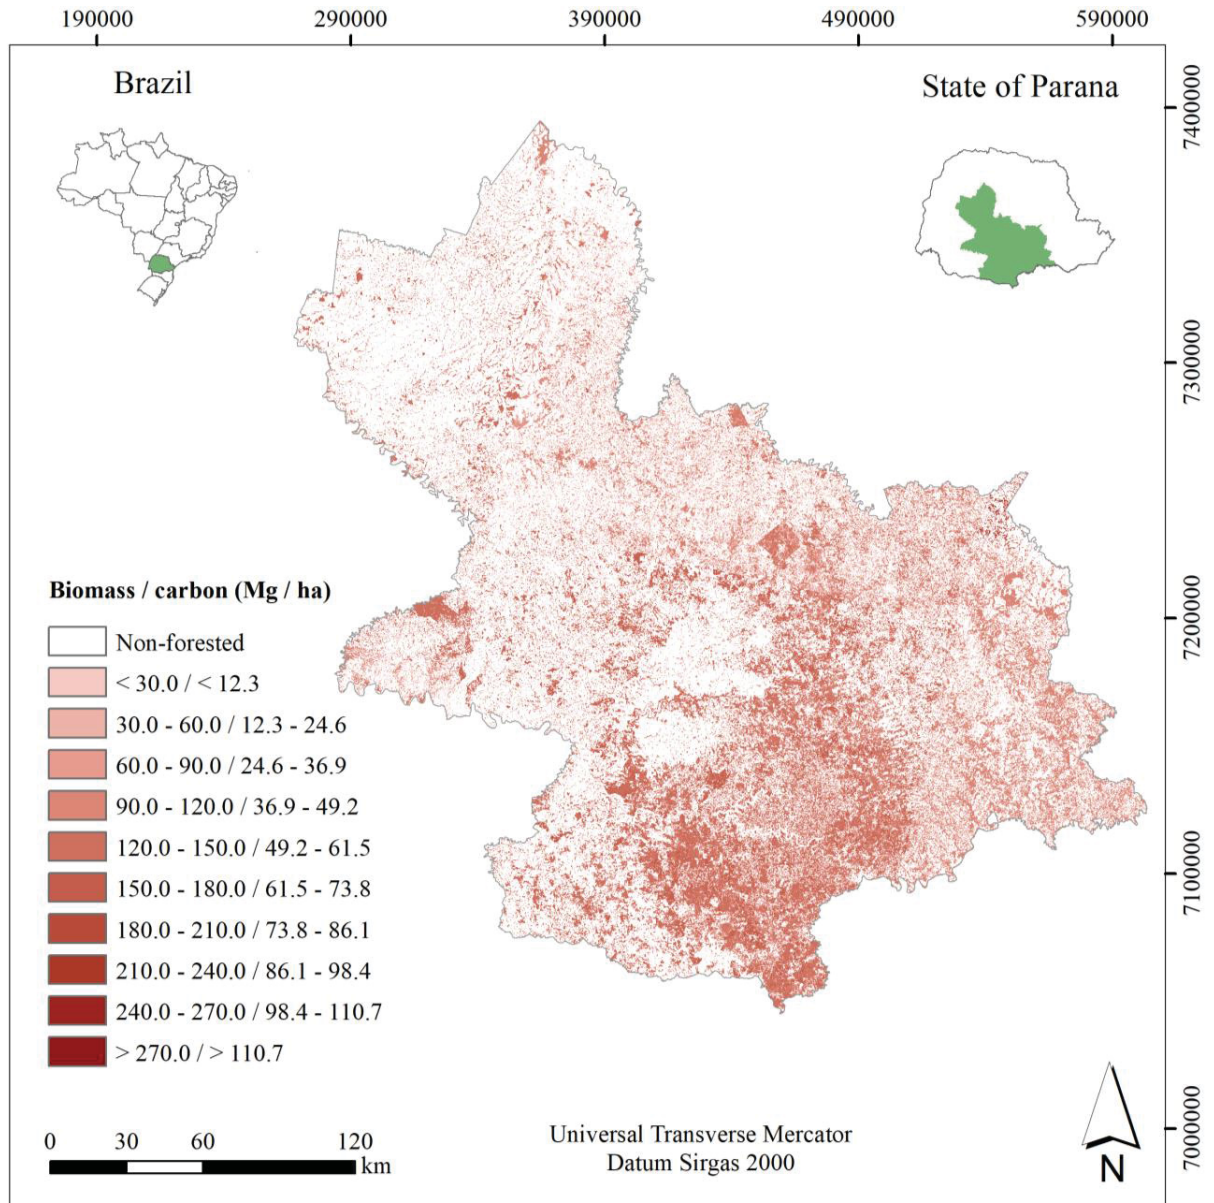 190000 290000 390000 490000 590000
Brazil
State of Parana
7400000
7300000
7200000
7100000
7000000
Biomass / carbon (Mg / ha)
Non-forested
< 30.0 / < 12.3
30.0 - 60.0 / 12.3 - 24.6
60.0 - 90.0 / 24.6 - 36.9
90.0 - 120.0 / 36.9 - 49.2
120.0 - 150.0 / 49.2 - 61.5
150.0 - 180.0 / 61.5 - 73.8
180.0 - 210.0 / 73.8 - 86.1
210.0 - 240.0 / 86.1 - 98.4
240.0 - 270.0 / 98.4 - 110.7
> 270.0 / > 110.7
0 30 60 120
km
Universal Transverse Mercator
Datum Sirgas 2000
N